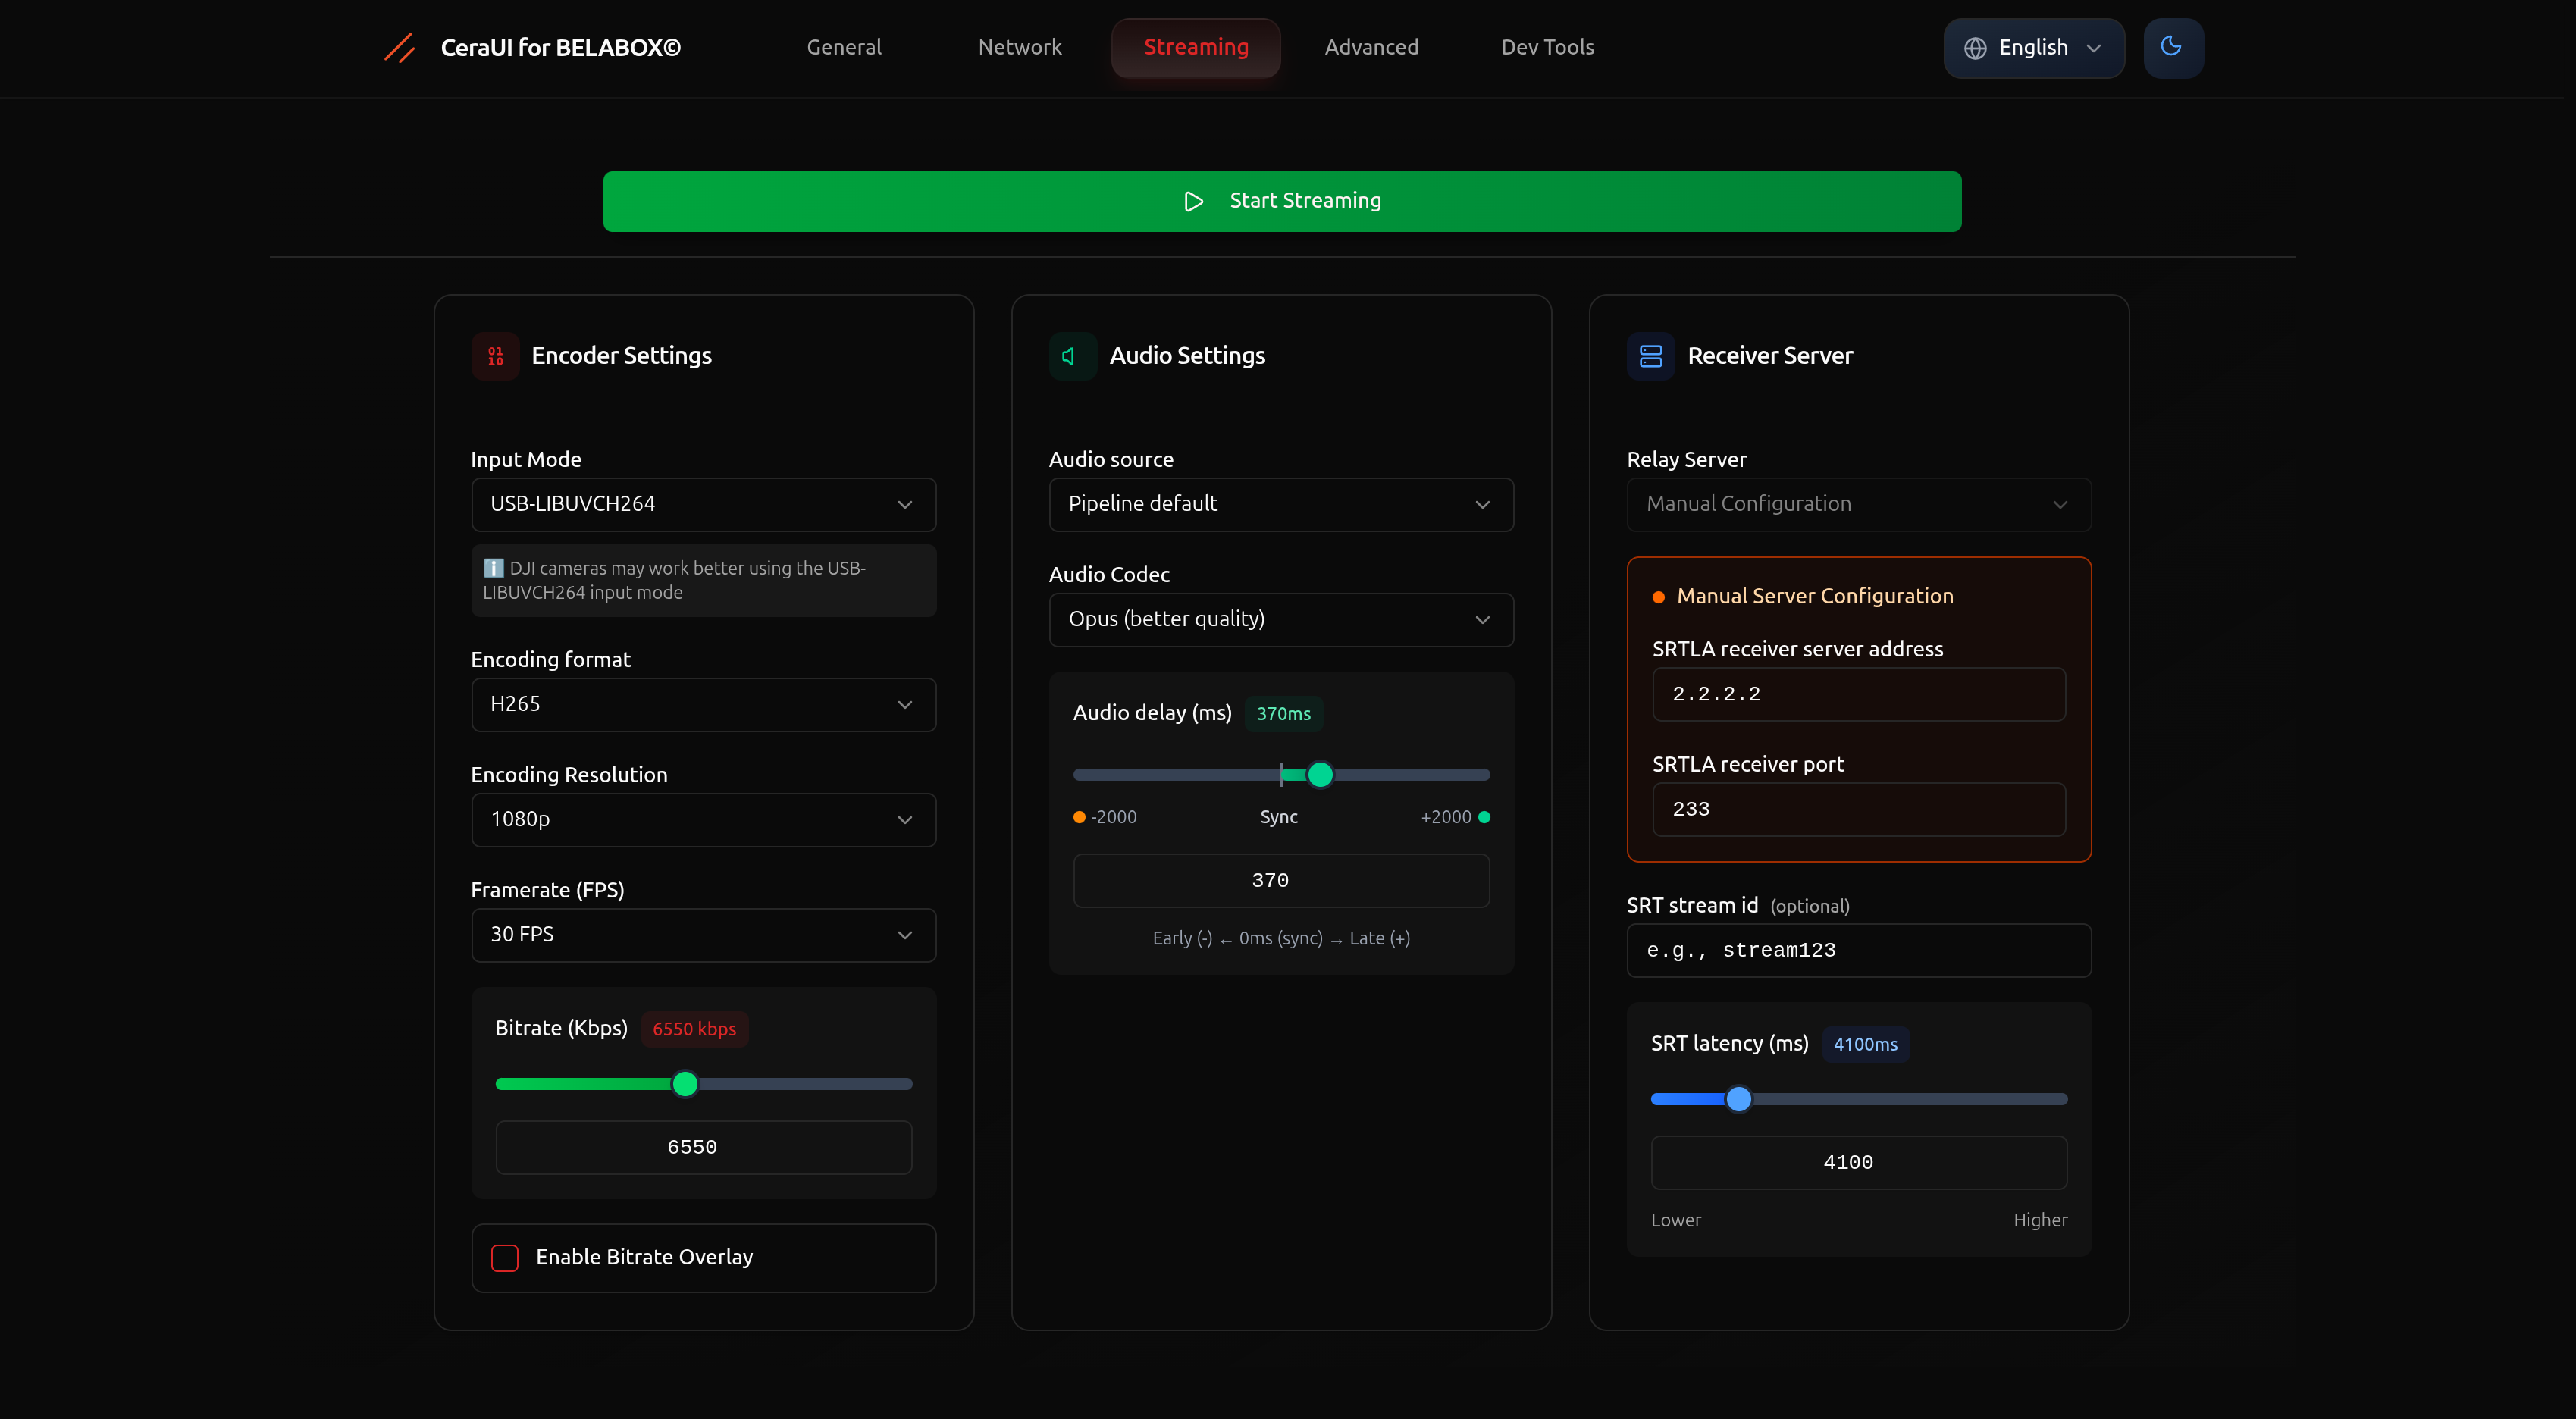 CeraUI for BELABOX©
General
Network
Streaming
Advanced
Dev Tools
English
Start Streaming
01
10
Encoder Settings
Input Mode
USB-LIBUVCH264
ℹ️ DJI cameras may work better using the USB-
LIBUVCH264 input mode
Encoding format
H265
Encoding Resolution
1080p
Framerate (FPS)
30 FPS
Bitrate (Kbps) 6550 kbps
6550
Enable Bitrate Overlay
Audio Settings
Audio source
Pipeline default
Audio Codec
Opus (better quality)
Audio delay (ms) 370ms
-2000 Sync +2000
370
Early (-) ← 0ms (sync) → Late (+)
Receiver Server
Relay Server
Manual Configuration
Manual Server Configuration
SRTLA receiver server address
2.2.2.2
SRTLA receiver port
233
SRT stream id (optional)
e.g., stream123
SRT latency (ms) 4100ms
4100
Lower Higher